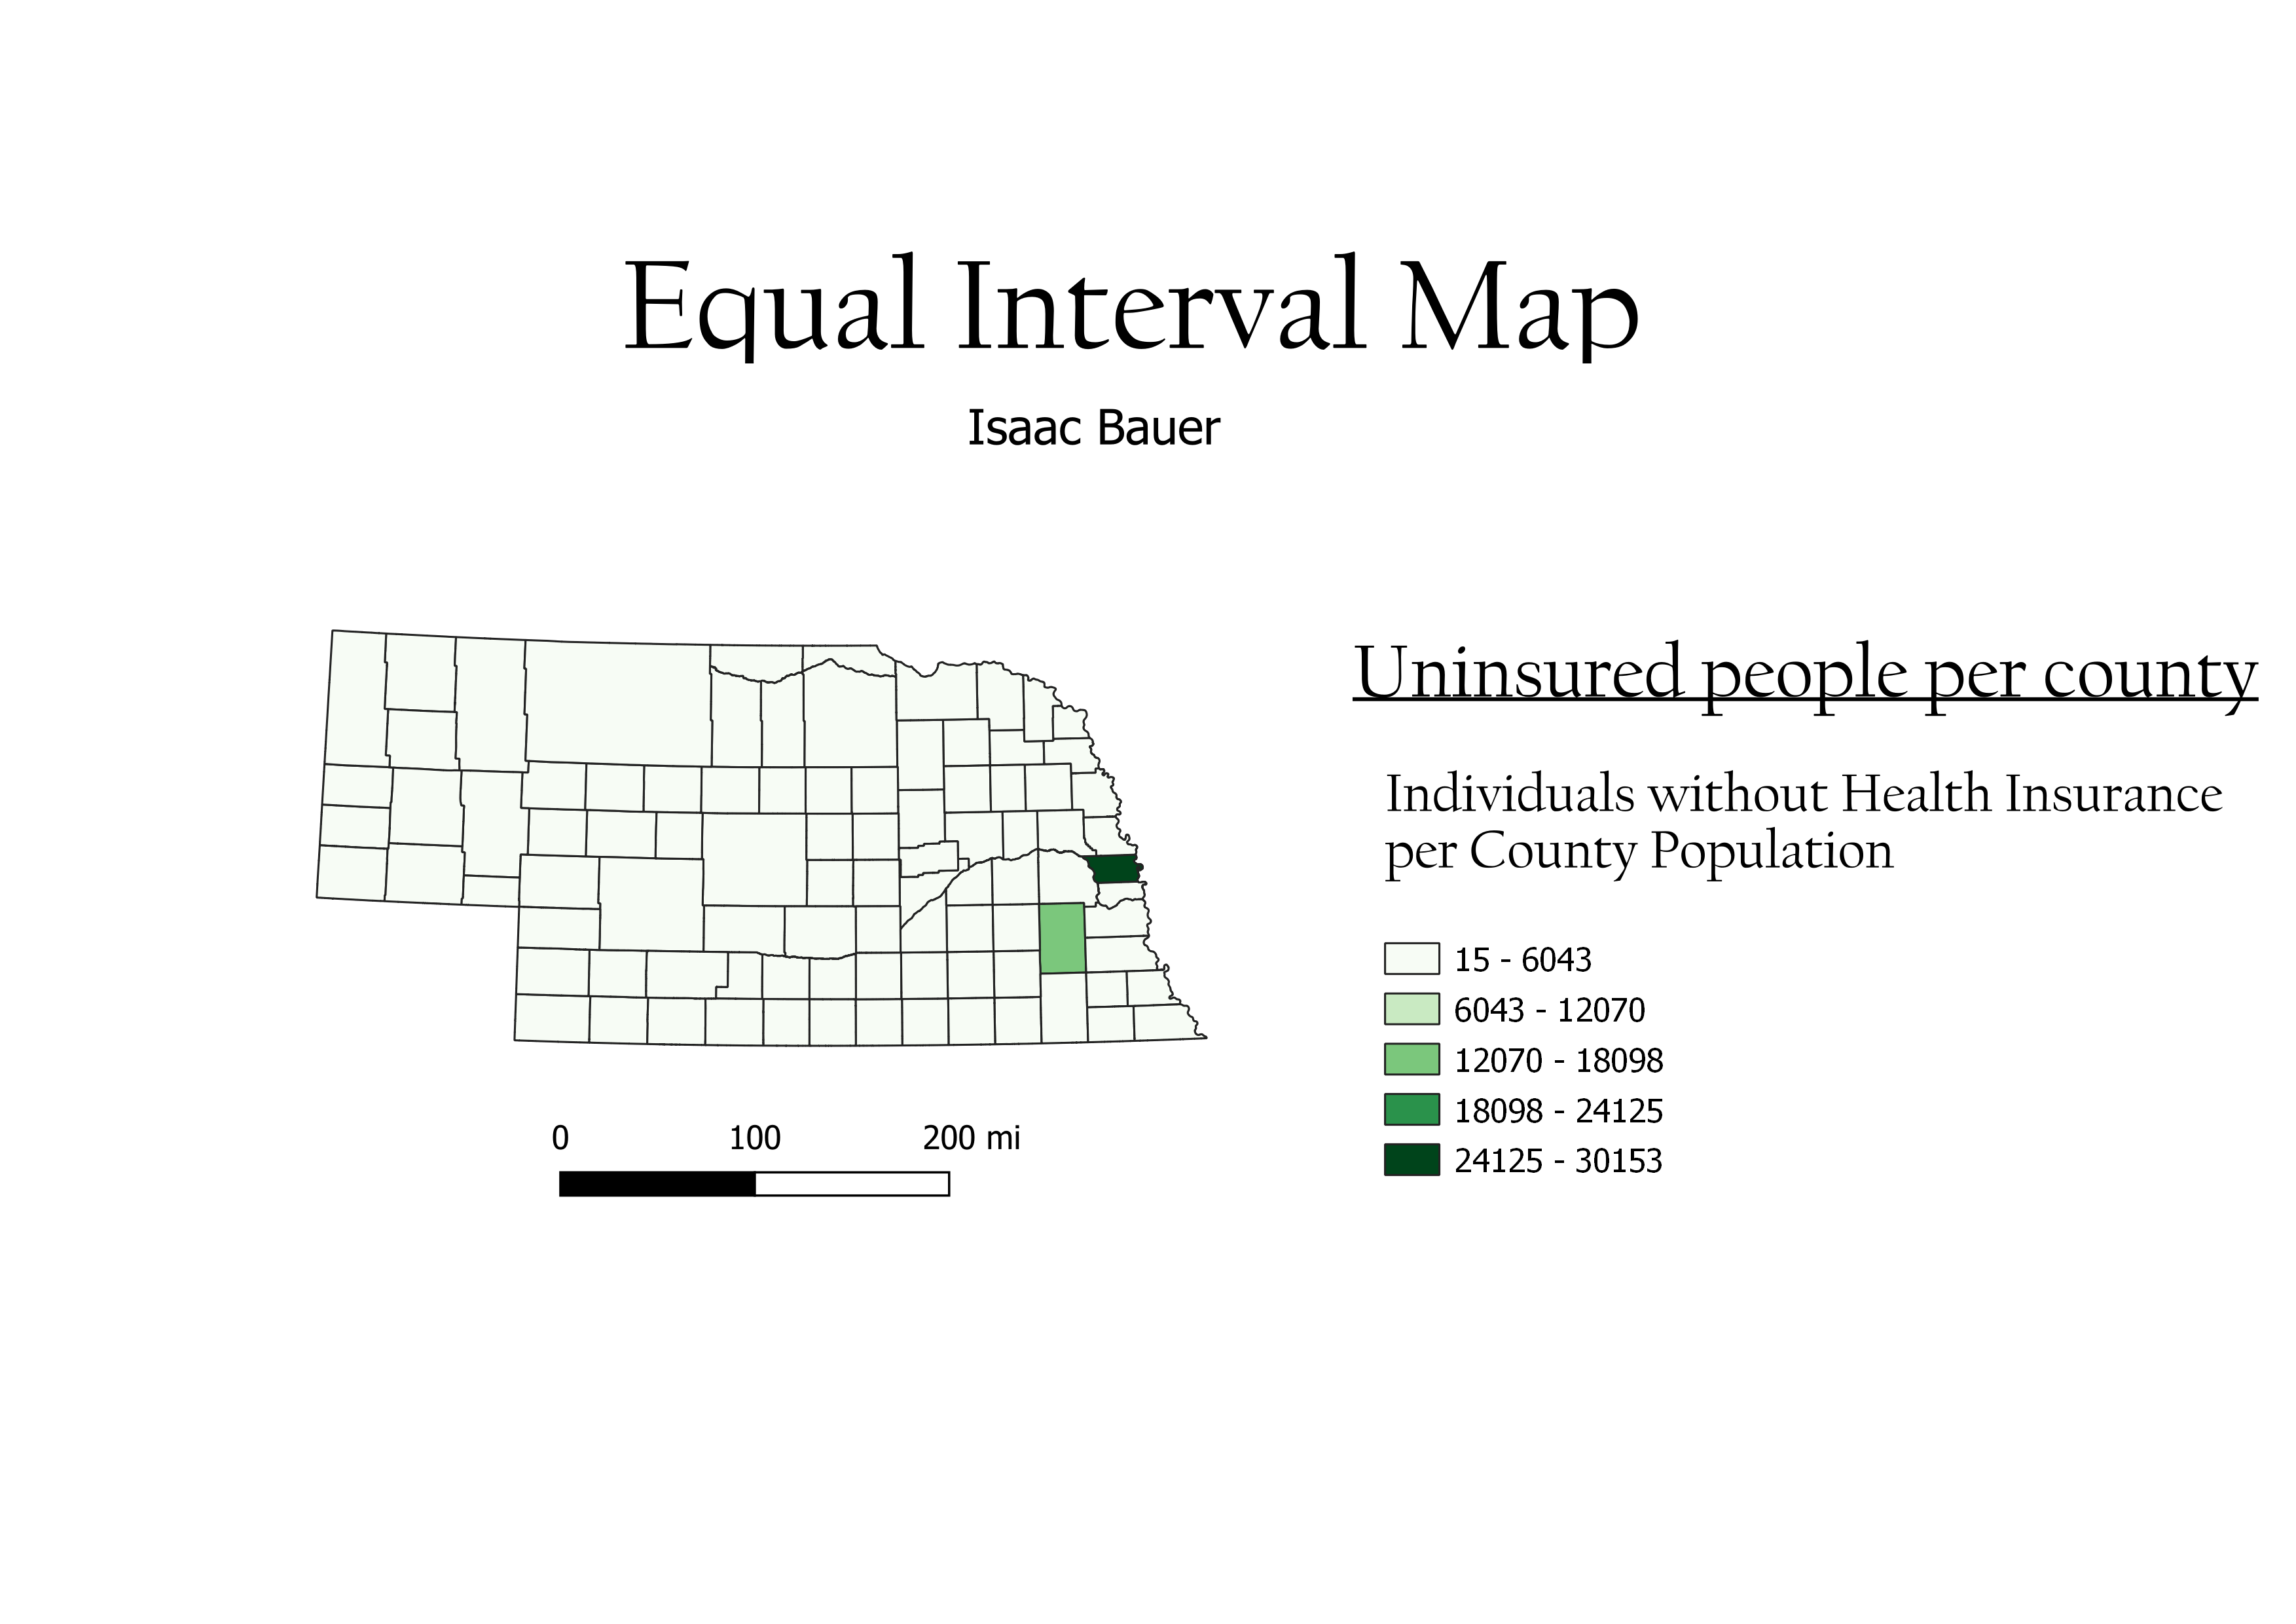 Equal Interval Map
Isaac Bauer
Uninsured people per county
Individuals without Health Insurance
per County Population
15 - 6043
6043 - 12070
12070 - 18098
18098 - 24125
24125 - 30153
0 100 200 mi